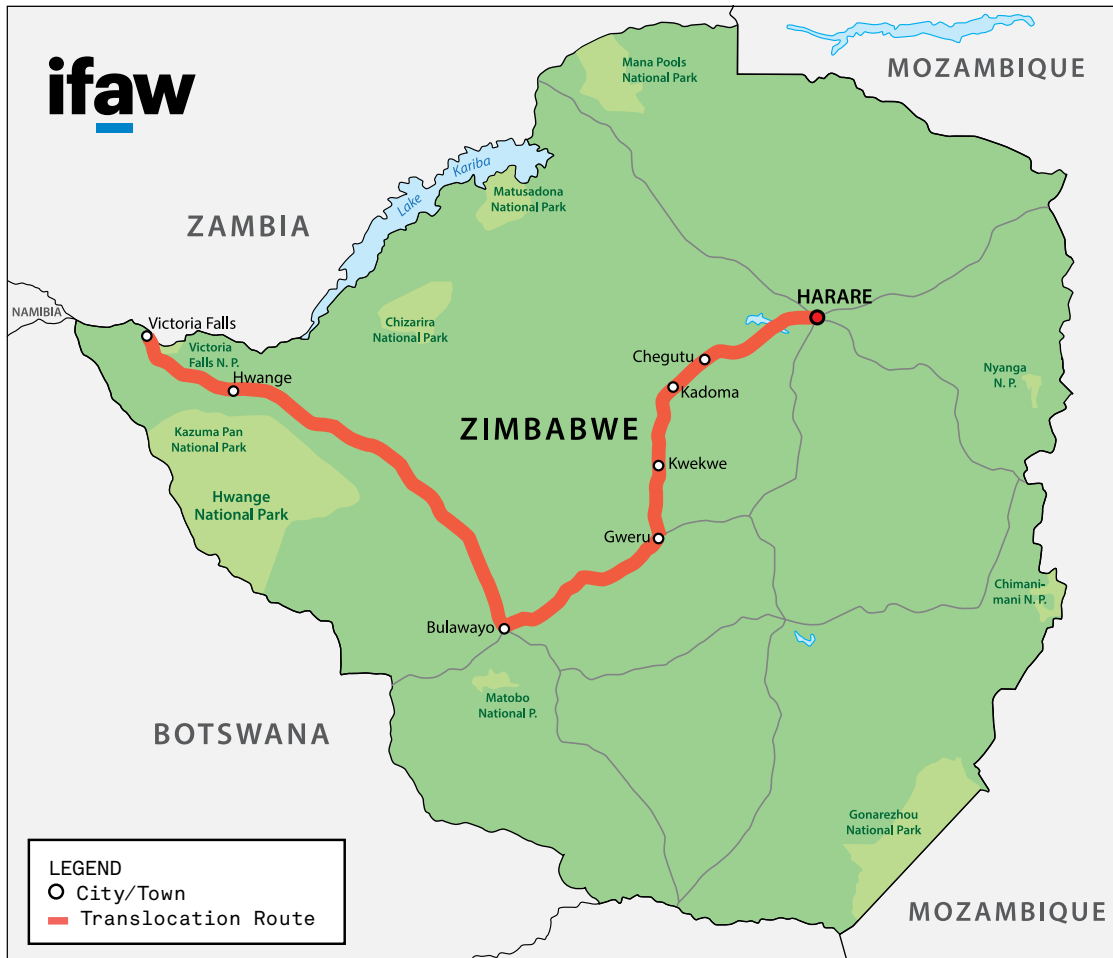 ifaw
MOZAMBIQUE
Mana Pools
National Park
Lake Kariba
Matusadona
National Park
ZAMBIA
NAMIBIA
HARARE
Chizarira
National Park
Victoria Falls
Victoria
Falls N. P.
Hwange
Chegutu
Kadoma
Nyanga
N. P.
ZIMBABWE
Kazuma Pan
National Park
Kwekwe
Hwange
National Park
Gweru
Chimani-
mani N. P.
Bulawayo
Matobo
National P.
BOTSWANA
Gonarezhou
National Park
MOZAMBIQUE
LEGEND
City/Town
Translocation Route